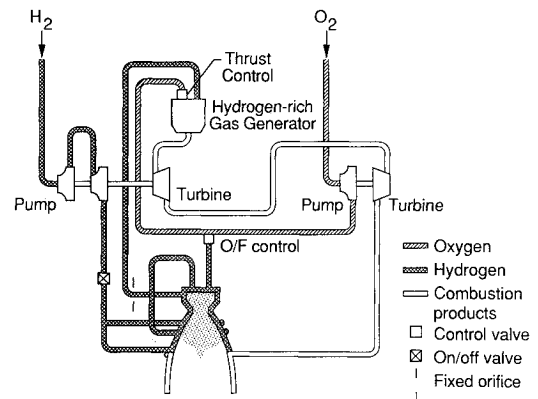 H2
O2
Thrust
Control
Hydrogen-rich
Gas Generator
Pump
Turbine
Pump
Turbine
O/F control
Oxygen
Hydrogen
Combustion
products
Control valve
On/off valve
Fixed orifice